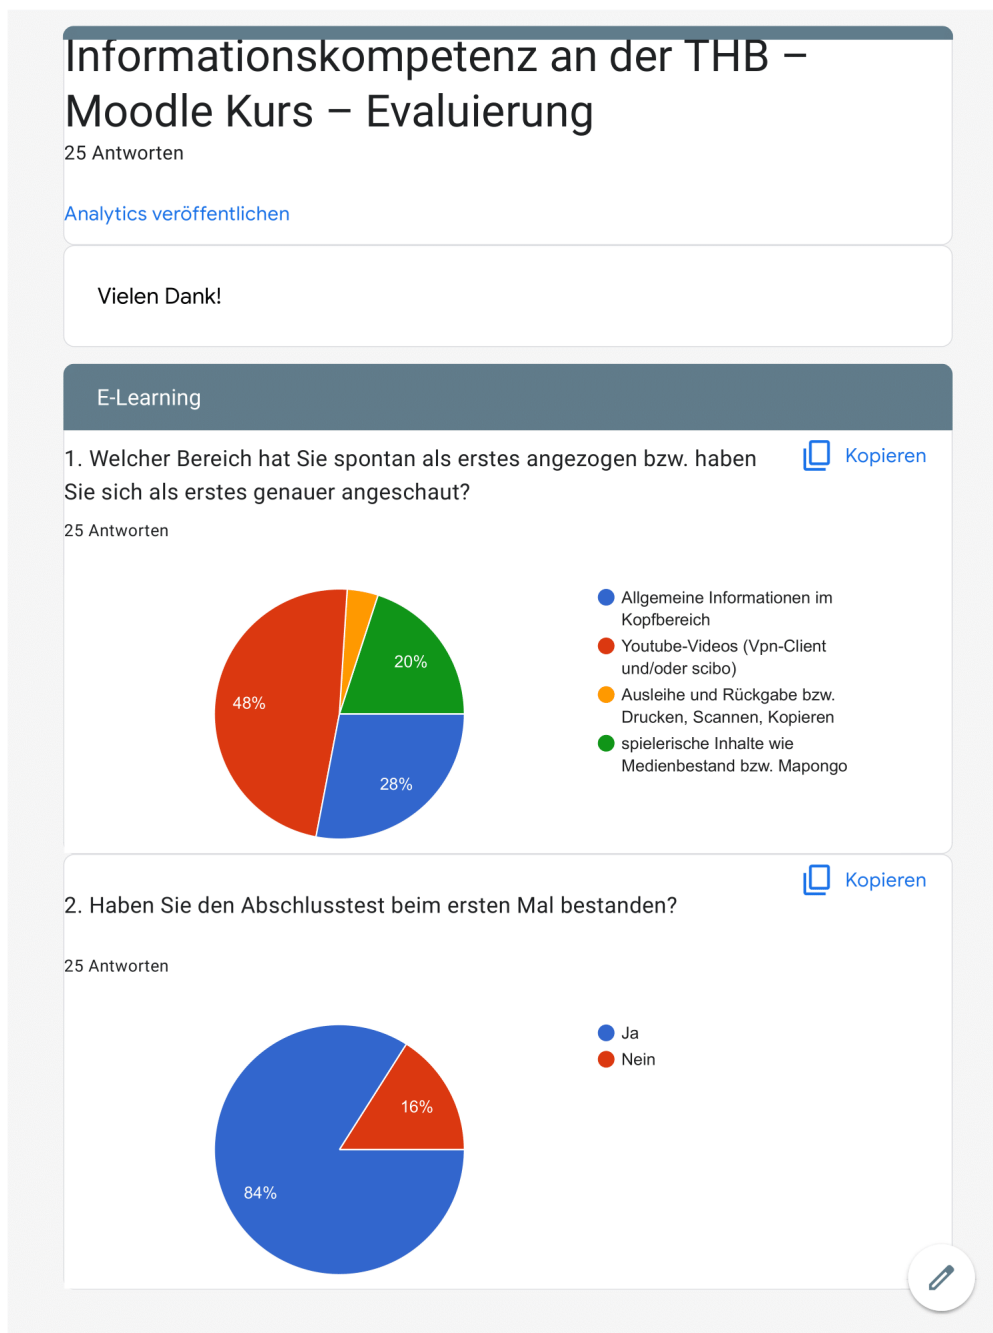 Informationskompetenz an der THB –
Moodle Kurs – Evaluierung
25 Antworten
Analytics veröffentlichen
Vielen Dank!
E-Learning
1. Welcher Bereich hat Sie spontan als erstes angezogen bzw. haben
Sie sich als erstes genauer angeschaut?
Kopieren
25 Antworten
20%
48%
28%
Allgemeine Informationen im
Kopfbereich
Youtube-Videos (Vpn-Client
und/oder scibo)
Ausleihe und Rückgabe bzw.
Drucken, Scannen, Kopieren
spielerische Inhalte wie
Medienbestand bzw. Mapongo
Kopieren
2. Haben Sie den Abschlusstest beim ersten Mal bestanden?
25 Antworten
16%
84%
Ja
Nein